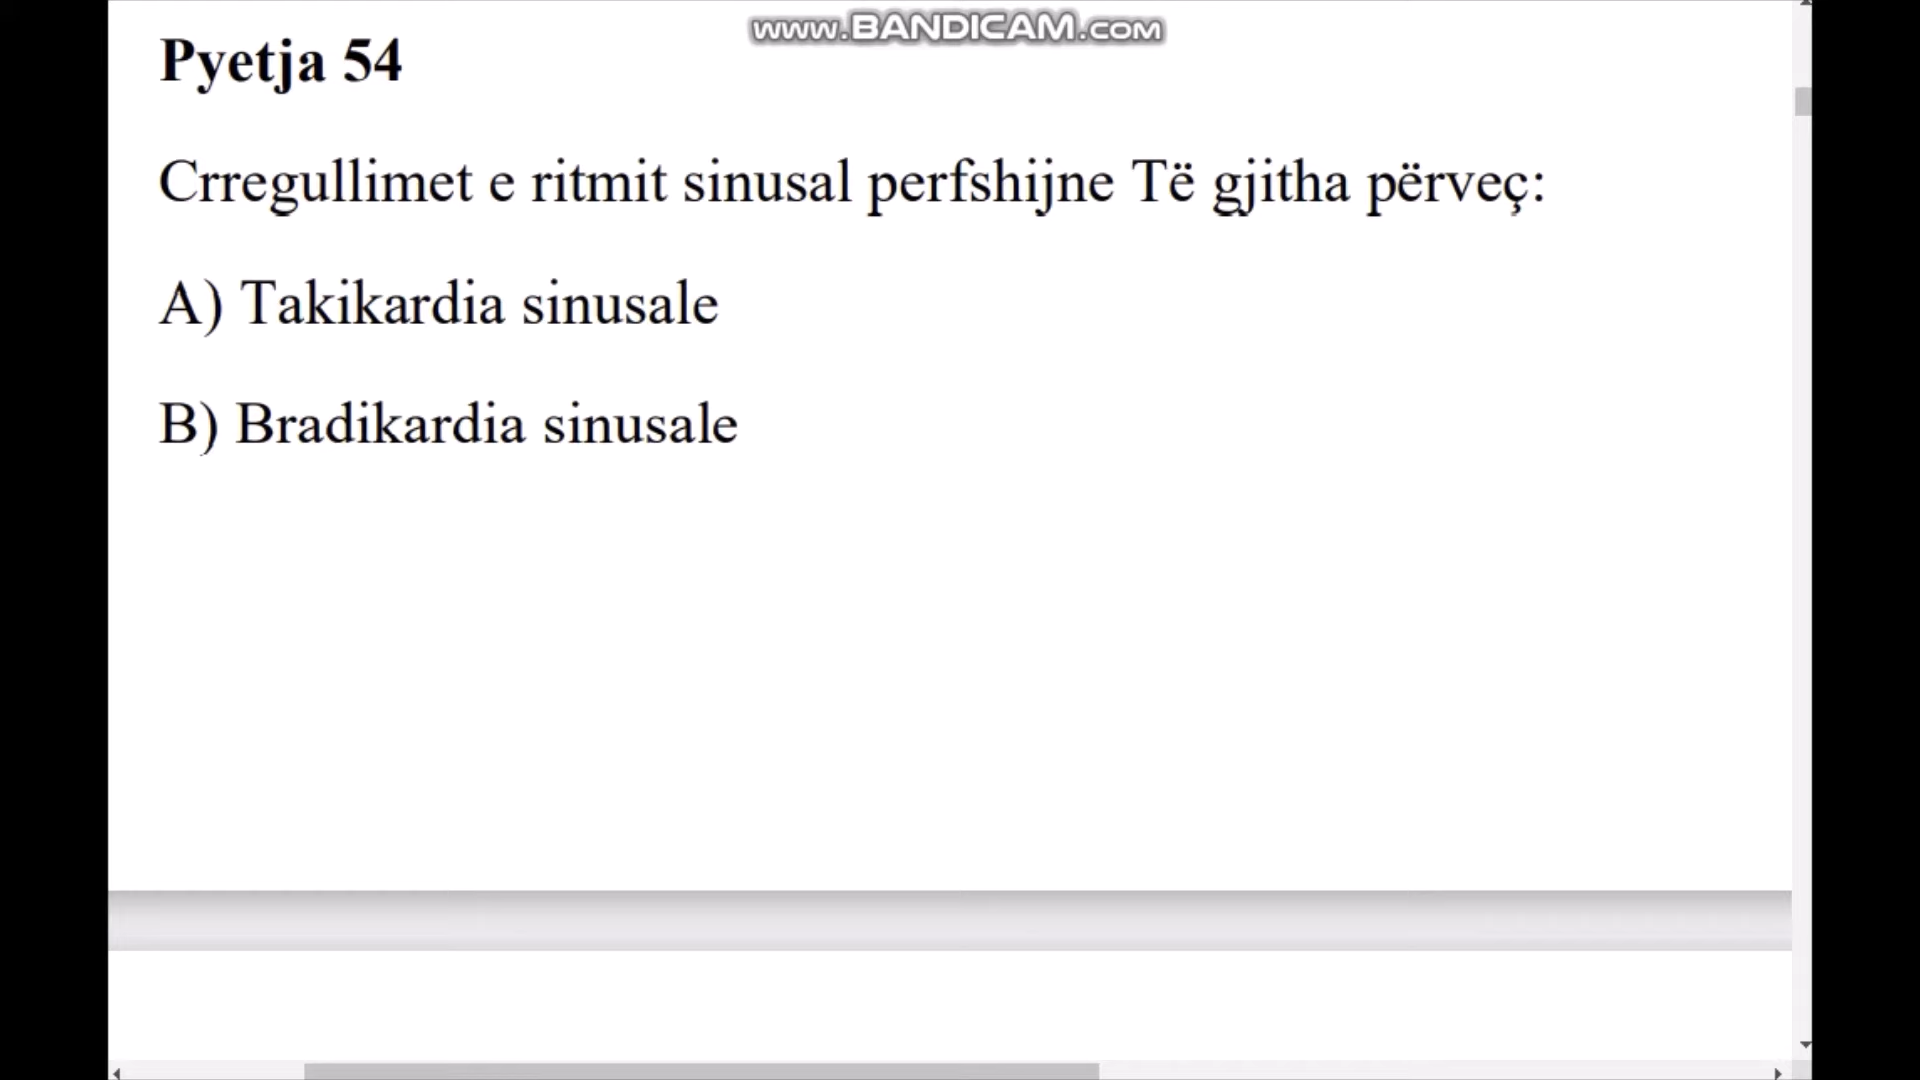 www.BANDICAM.COM
Pyetja 54
Crregullimet e ritmit sinusal perfshijne Të gjitha përveç:
A) Takikardia sinusale
B) Bradikardia sinusale